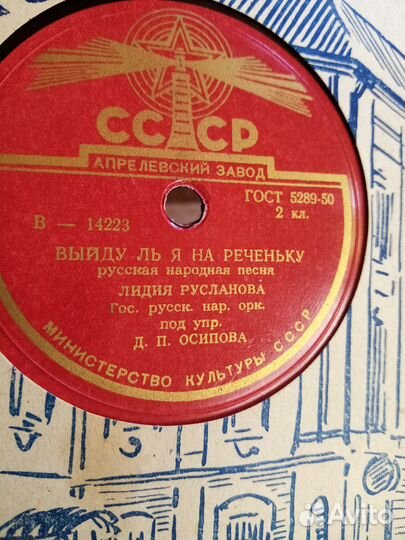 СССР
АПРЕЛЕВСКИЙ ЗАВОД
ГОСТ 5289-50
2 кл.
В — 14223
ВЫЙДУ ЛЬ Я НА РЕЧЕНЬКУ
русская народная песня
ЛИДИЯ РУСЛАНОВА
Гос. русск. нар. орк.
под упр.
Д. П. ОСИПОВА
МИНИСТЕРСТВО КУЛЬТУРЫ СССР
Avito